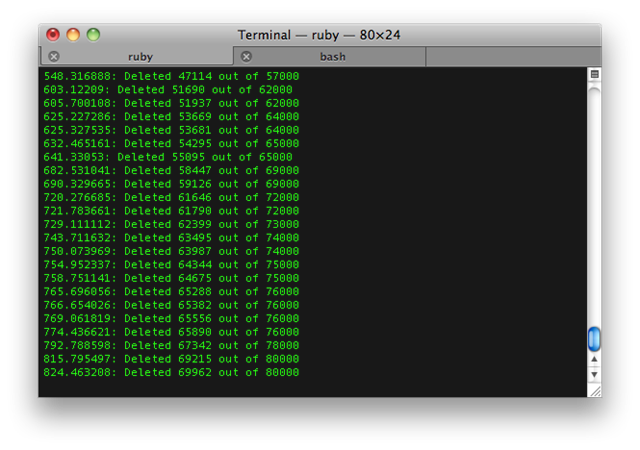 Terminal — ruby — 80×24
ruby bash
548.316888: Deleted 47114 out of 57000
603.12209: Deleted 51690 out of 62000
605.700108: Deleted 51937 out of 62000
625.227286: Deleted 53669 out of 64000
625.327535: Deleted 53681 out of 64000
632.465161: Deleted 54295 out of 65000
641.33053: Deleted 55095 out of 65000
682.531041: Deleted 58447 out of 69000
690.329665: Deleted 59126 out of 69000
720.276685: Deleted 61646 out of 72000
721.783661: Deleted 61790 out of 72000
729.111112: Deleted 62399 out of 73000
743.711632: Deleted 63495 out of 74000
750.073969: Deleted 63987 out of 74000
754.952337: Deleted 64344 out of 75000
758.751141: Deleted 64675 out of 75000
765.696056: Deleted 65288 out of 76000
766.654026: Deleted 65382 out of 76000
769.061819: Deleted 65556 out of 76000
774.436621: Deleted 65890 out of 76000
792.788598: Deleted 67342 out of 78000
815.795497: Deleted 69215 out of 80000
824.463208: Deleted 69962 out of 80000